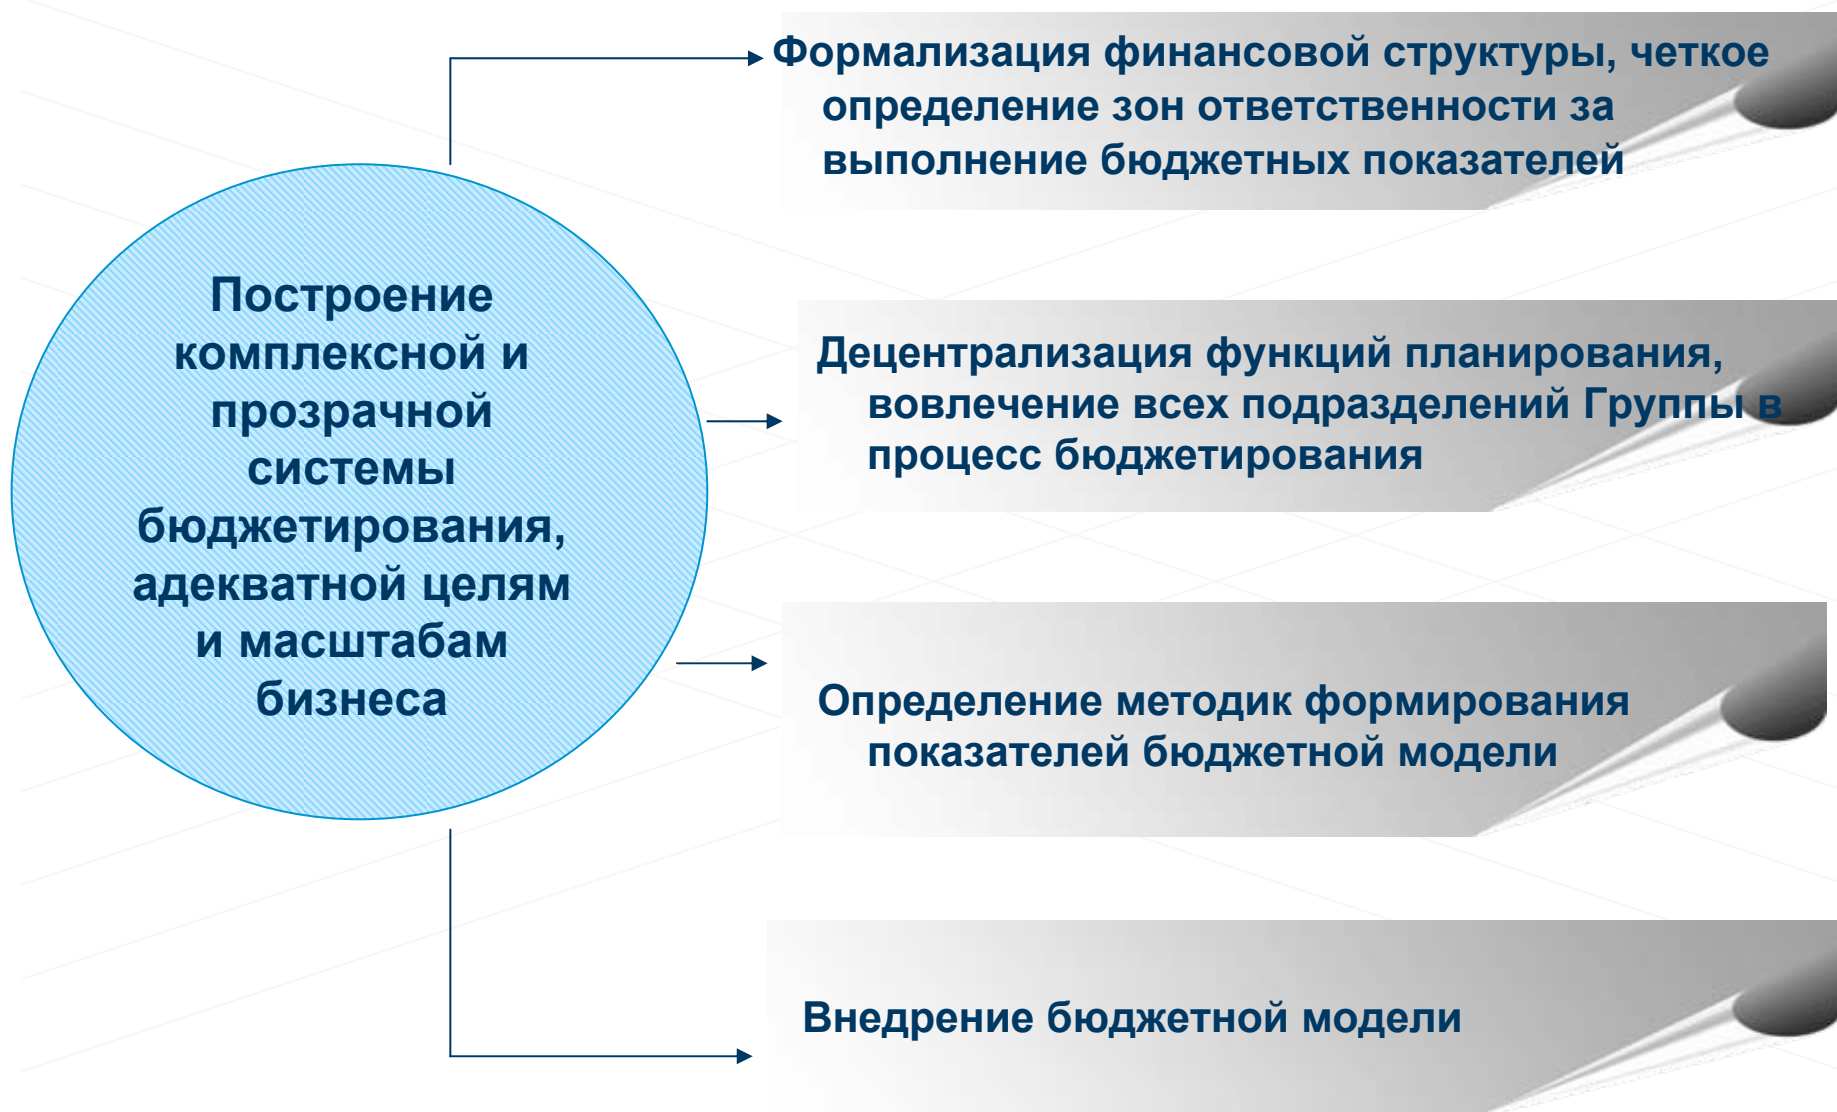 Построение
комплексной и
прозрачной
системы
бюджетирования,
адекватной целям
и масштабам
бизнеса
Формализация финансовой структуры, четкое
определение зон ответственности за
выполнение бюджетных показателей
Децентрализация функций планирования,
вовлечение всех подразделений Группы в
процесс бюджетирования
Определение методик формирования
показателей бюджетной модели
Внедрение бюджетной модели